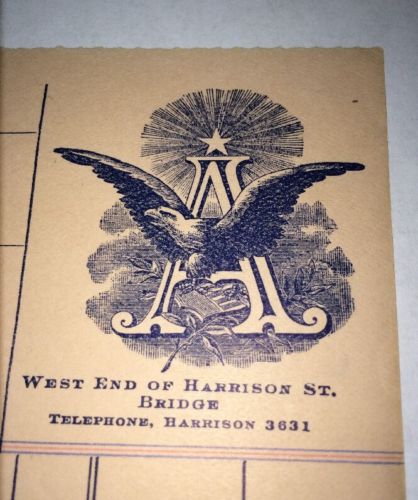 A
WEST END OF HARRISON ST.
BRIDGE
TELEPHONE, HARRISON 3631